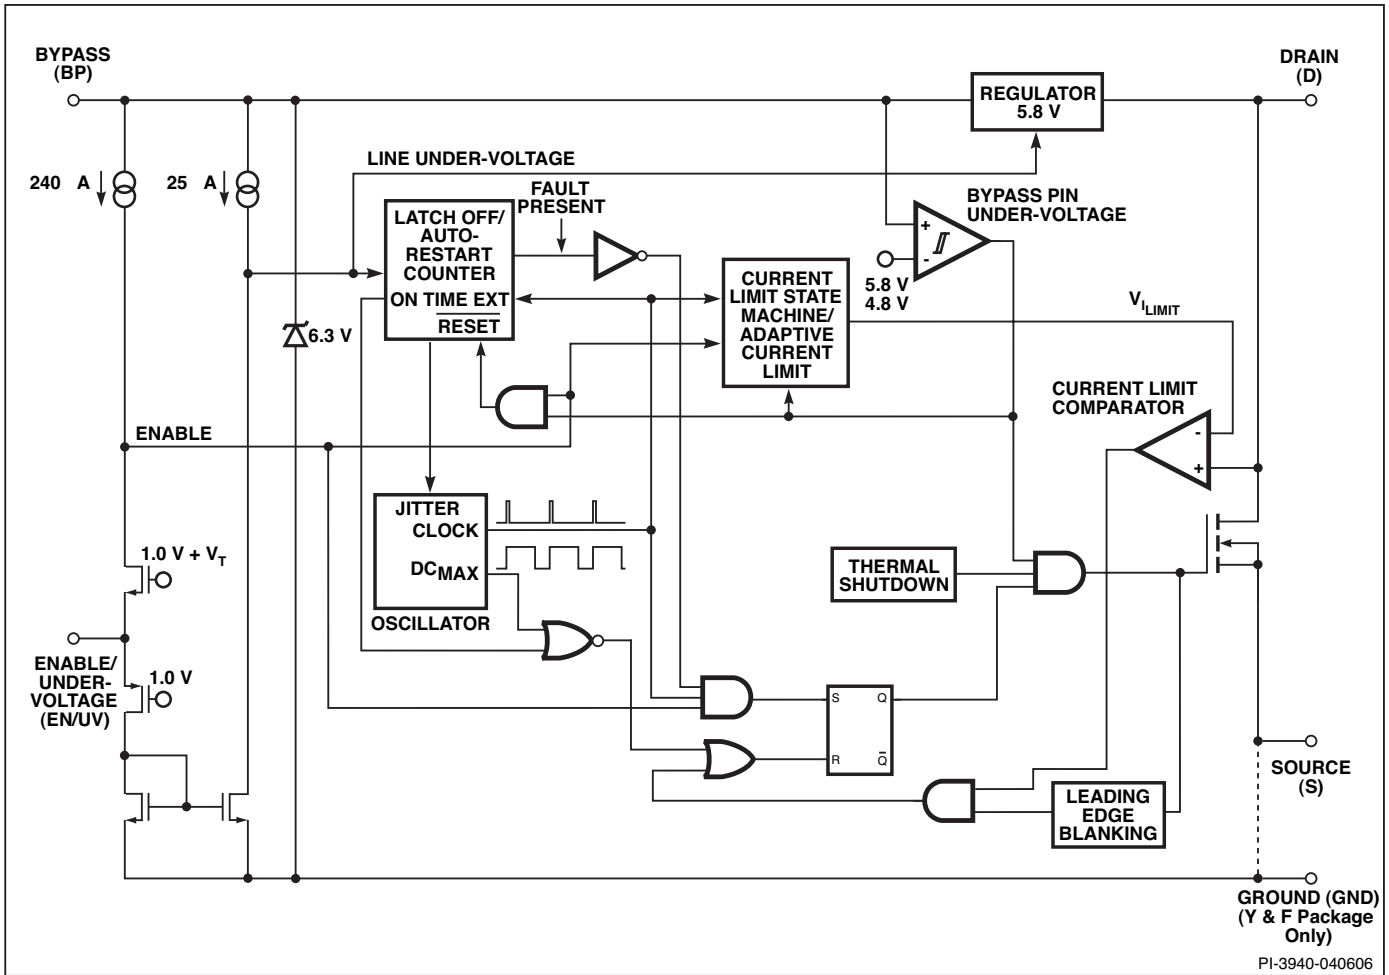 BYPASS
(BP)
DRAIN
(D)
REGULATOR
5.8 V
LINE UNDER-VOLTAGE
240 A
25 A
FAULT
PRESENT
BYPASS PIN
UNDER-VOLTAGE
LATCH OFF/
AUTO-
RESTART
COUNTER
ON TIME EXT
RESET
+
-
5.8 V
4.8 V
CURRENT
LIMIT STATE
MACHINE/
ADAPTIVE
CURRENT
LIMIT
VILIMIT
6.3 V
CURRENT LIMIT
COMPARATOR
-
+
ENABLE
JITTER
CLOCK
DCMAX
OSCILLATOR
1.0 V + VT
THERMAL
SHUTDOWN
ENABLE/
UNDER-
VOLTAGE
(EN/UV)
1.0 V
S Q
R Q̅
SOURCE
(S)
LEADING
EDGE
BLANKING
GROUND (GND)
(Y & F Package
Only)
PI-3940-040606